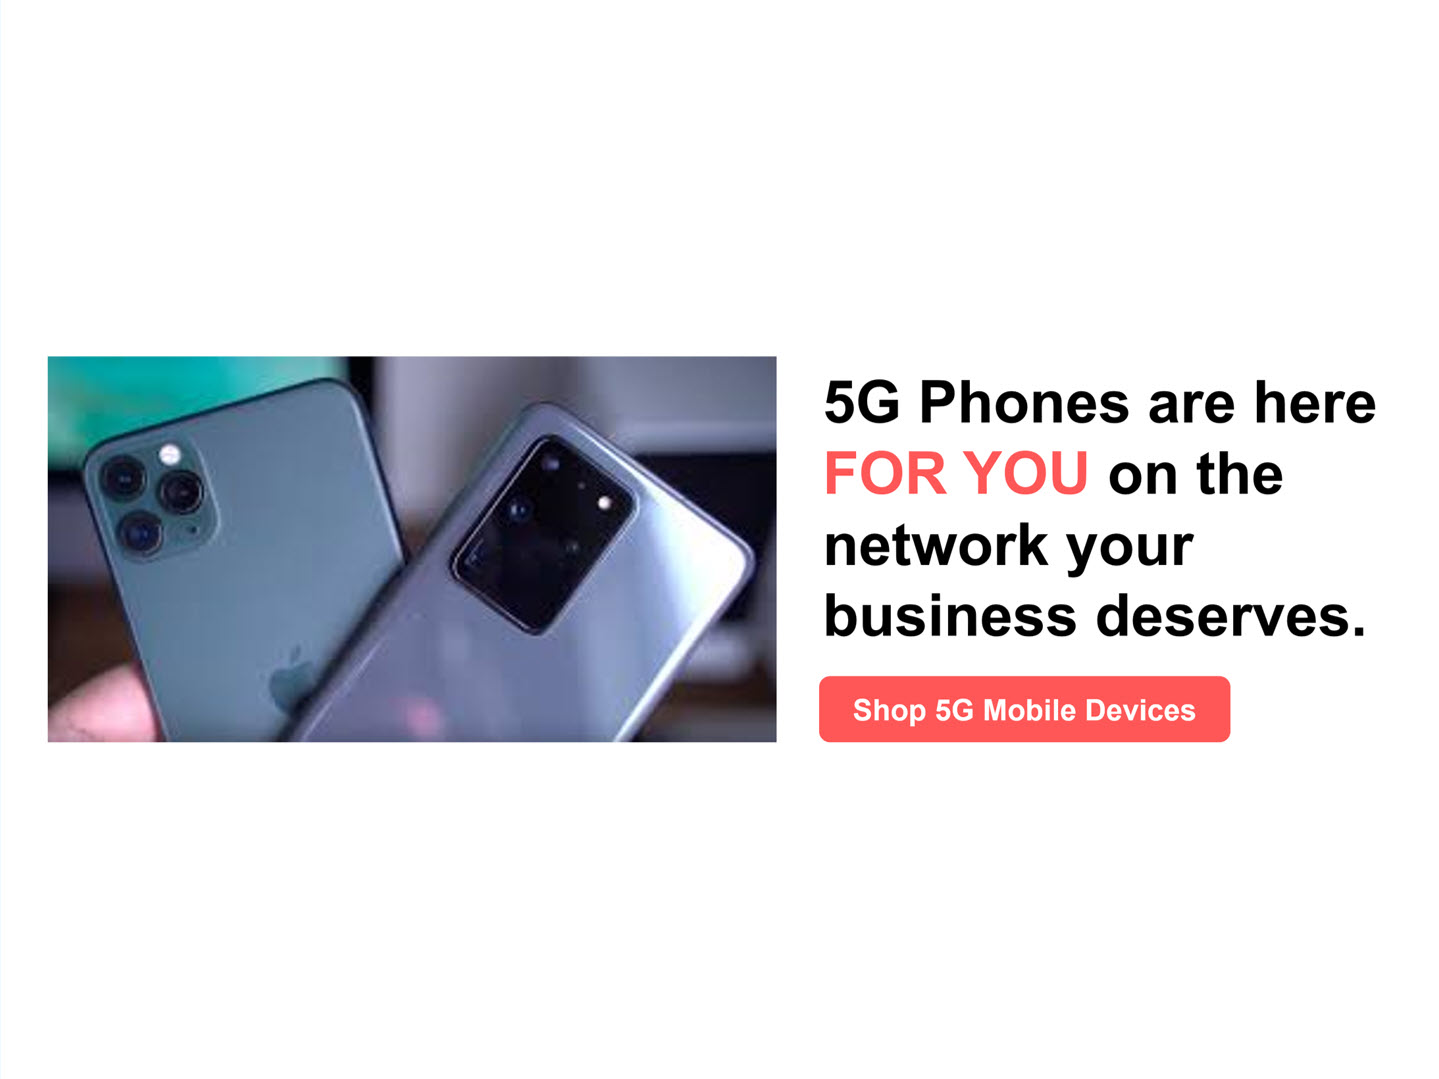 5G Phones are here
FOR YOU on the
network your
business deserves.
Shop 5G Mobile Devices